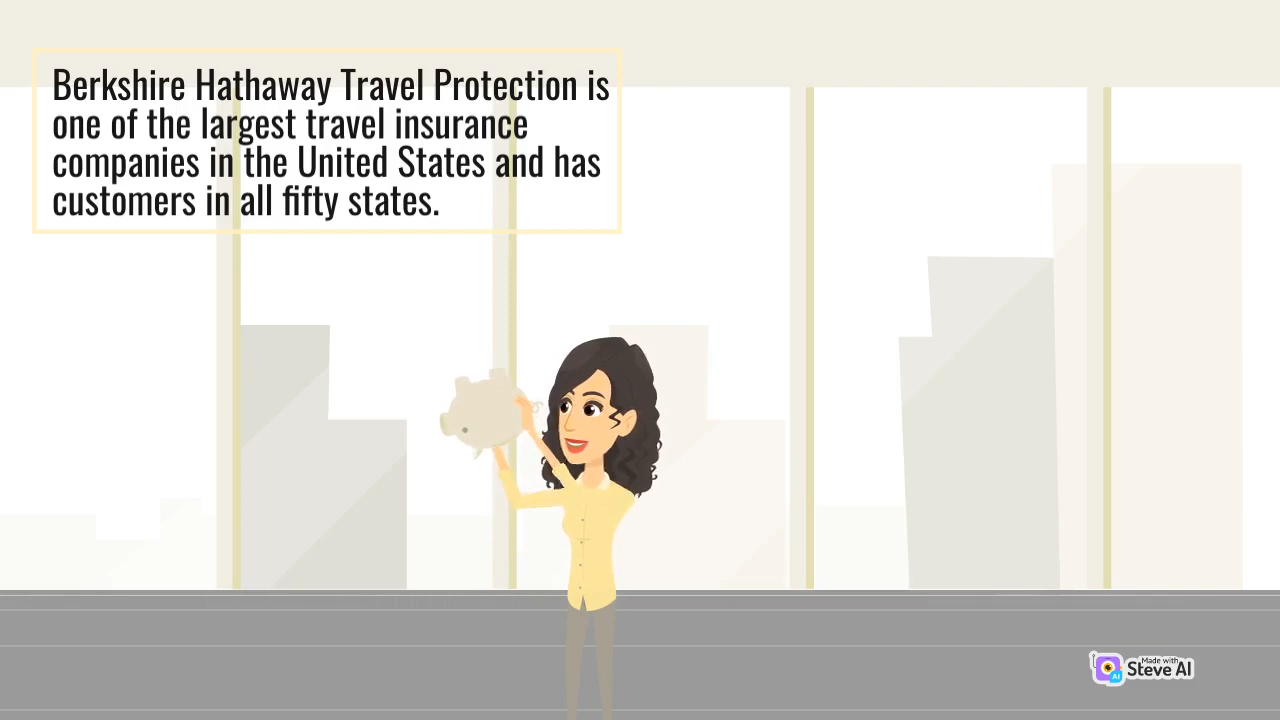 Berkshire Hathaway Travel Protection is
one of the largest travel insurance
companies in the United States and has
customers in all fifty states.
Made with
Steve AI
AI